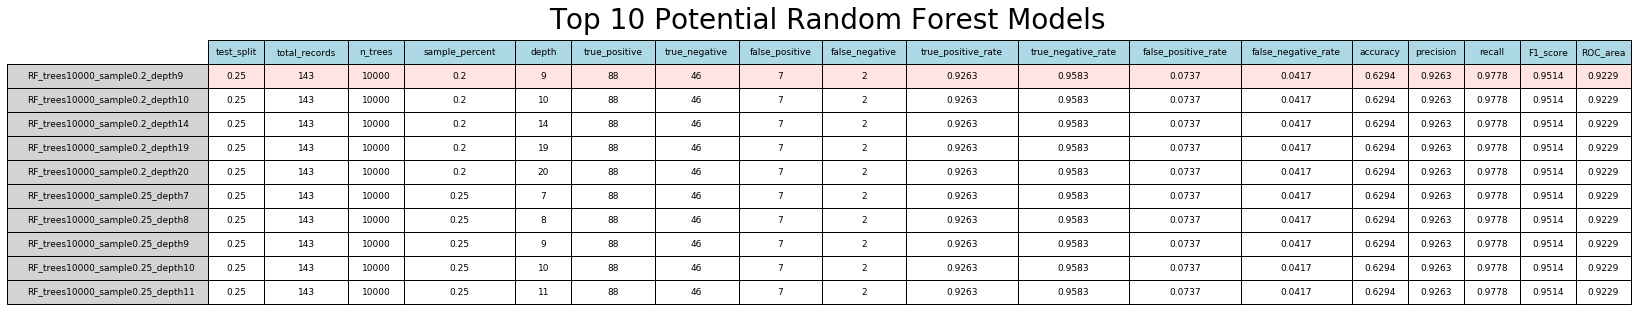 Top 10 Potential Random Forest Models
test_split total_records n_trees sample_percent depth true_positive true_negative false_positive false_negative true_positive_rate true_negative_rate false_positive_rate false_negative_rate accuracy precision recall F1_score ROC_area
RF_trees10000_sample0.2_depth9 0.25 143 10000 0.2 9 88 46 7 2 0.9263 0.9583 0.0737 0.0417 0.6294 0.9263 0.9778 0.9514 0.9229
RF_trees10000_sample0.2_depth10 0.25 143 10000 0.2 10 88 46 7 2 0.9263 0.9583 0.0737 0.0417 0.6294 0.9263 0.9778 0.9514 0.9229
RF_trees10000_sample0.2_depth14 0.25 143 10000 0.2 14 88 46 7 2 0.9263 0.9583 0.0737 0.0417 0.6294 0.9263 0.9778 0.9514 0.9229
RF_trees10000_sample0.2_depth19 0.25 143 10000 0.2 19 88 46 7 2 0.9263 0.9583 0.0737 0.0417 0.6294 0.9263 0.9778 0.9514 0.9229
RF_trees10000_sample0.2_depth20 0.25 143 10000 0.2 20 88 46 7 2 0.9263 0.9583 0.0737 0.0417 0.6294 0.9263 0.9778 0.9514 0.9229
RF_trees10000_sample0.25_depth7 0.25 143 10000 0.25 7 88 46 7 2 0.9263 0.9583 0.0737 0.0417 0.6294 0.9263 0.9778 0.9514 0.9229
RF_trees10000_sample0.25_depth8 0.25 143 10000 0.25 8 88 46 7 2 0.9263 0.9583 0.0737 0.0417 0.6294 0.9263 0.9778 0.9514 0.9229
RF_trees10000_sample0.25_depth9 0.25 143 10000 0.25 9 88 46 7 2 0.9263 0.9583 0.0737 0.0417 0.6294 0.9263 0.9778 0.9514 0.9229
RF_trees10000_sample0.25_depth10 0.25 143 10000 0.25 10 88 46 7 2 0.9263 0.9583 0.0737 0.0417 0.6294 0.9263 0.9778 0.9514 0.9229
RF_trees10000_sample0.25_depth11 0.25 143 10000 0.25 11 88 46 7 2 0.9263 0.9583 0.0737 0.0417 0.6294 0.9263 0.9778 0.9514 0.9229